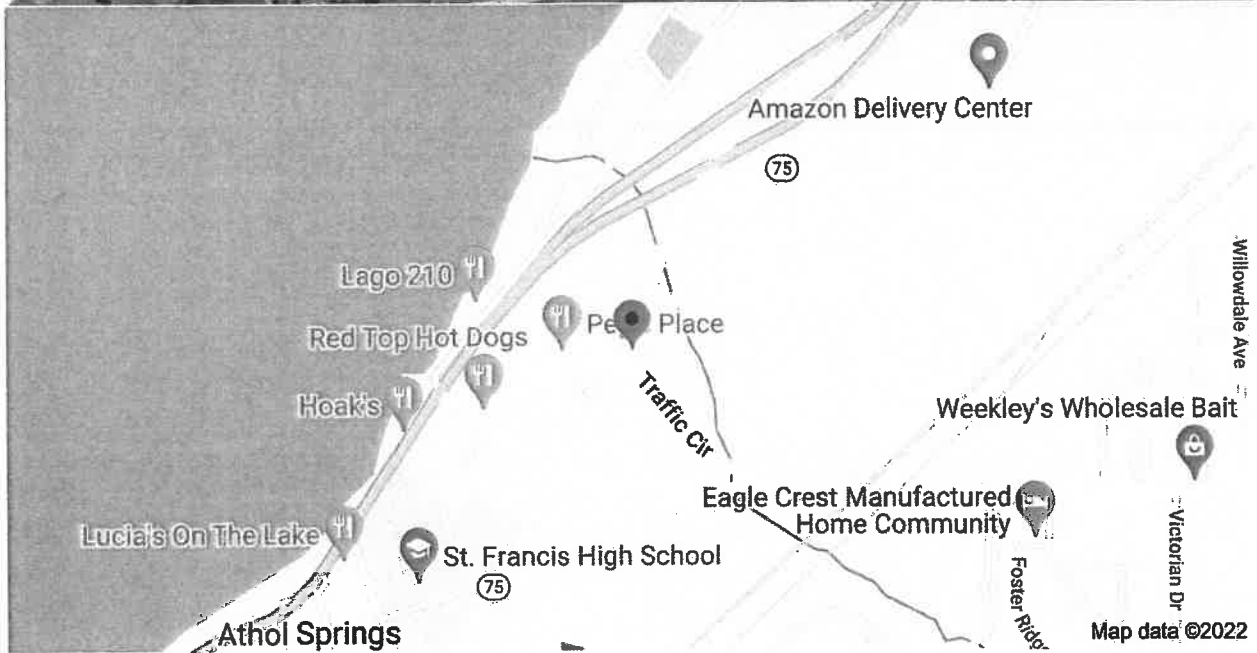 Amazon Delivery Center
75
Lago 210
Red Top Hot Dogs
Place
Hoak's
Traffic Cir
Willowdale Ave
Weekley's Wholesale Bait
Eagle Crest Manufactured
Home Community
Lucia's On The Lake
St. Francis High School
75
Victorian Dr
Athol Springs
Map data ©2022